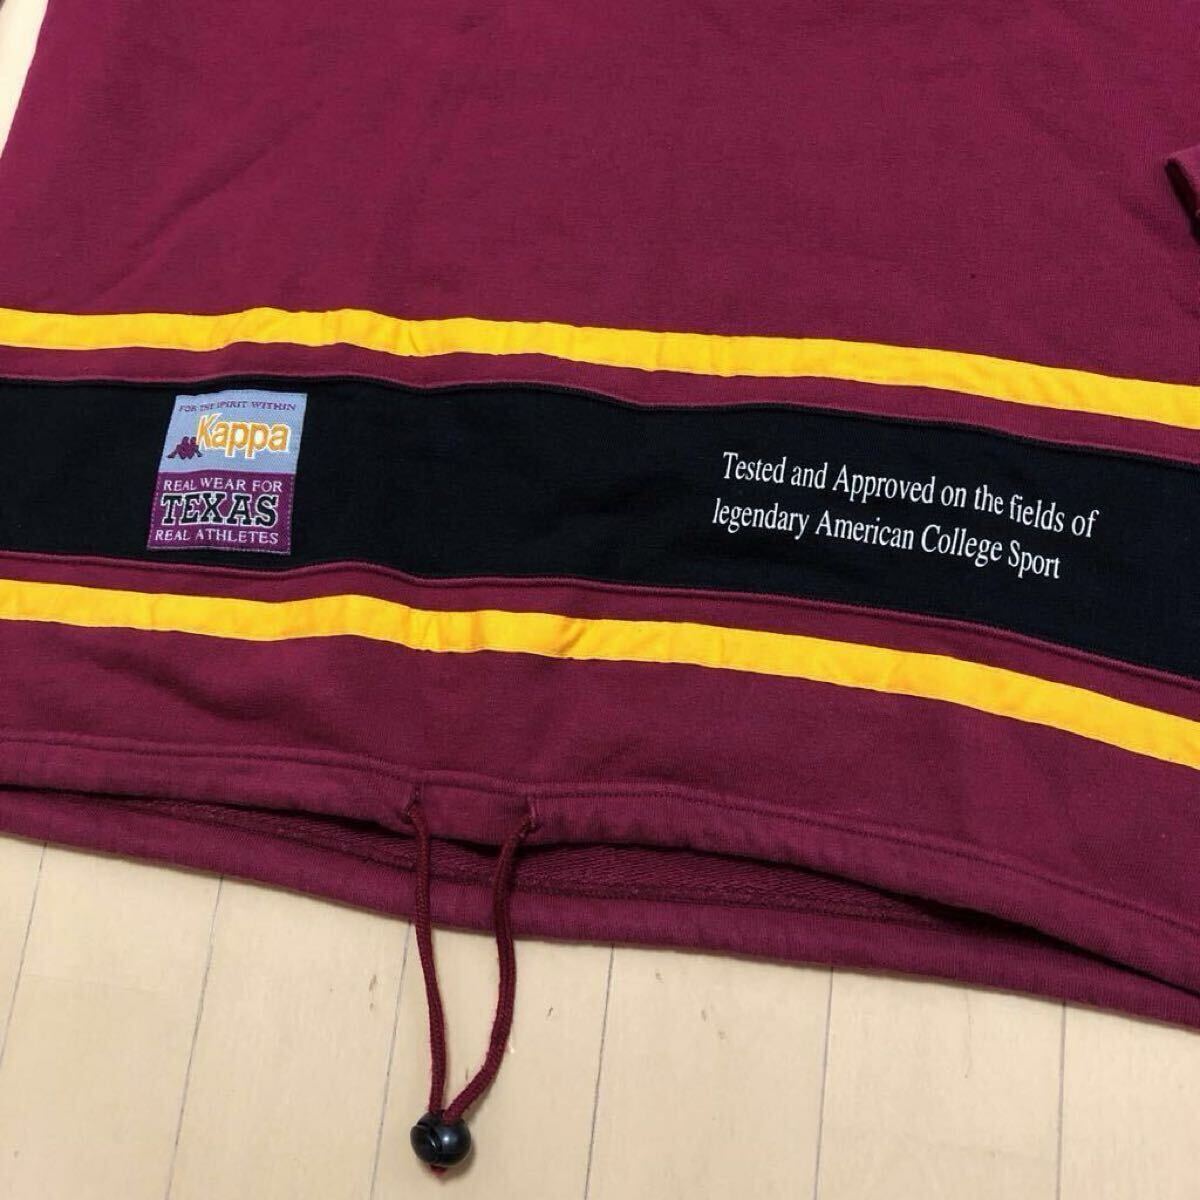 FOR THE SPIRIT WITHIN
Kappa
REAL WEAR FOR
TEXAS
REAL ATHLETES
Tested and Approved on the fields of
legendary American College Sport